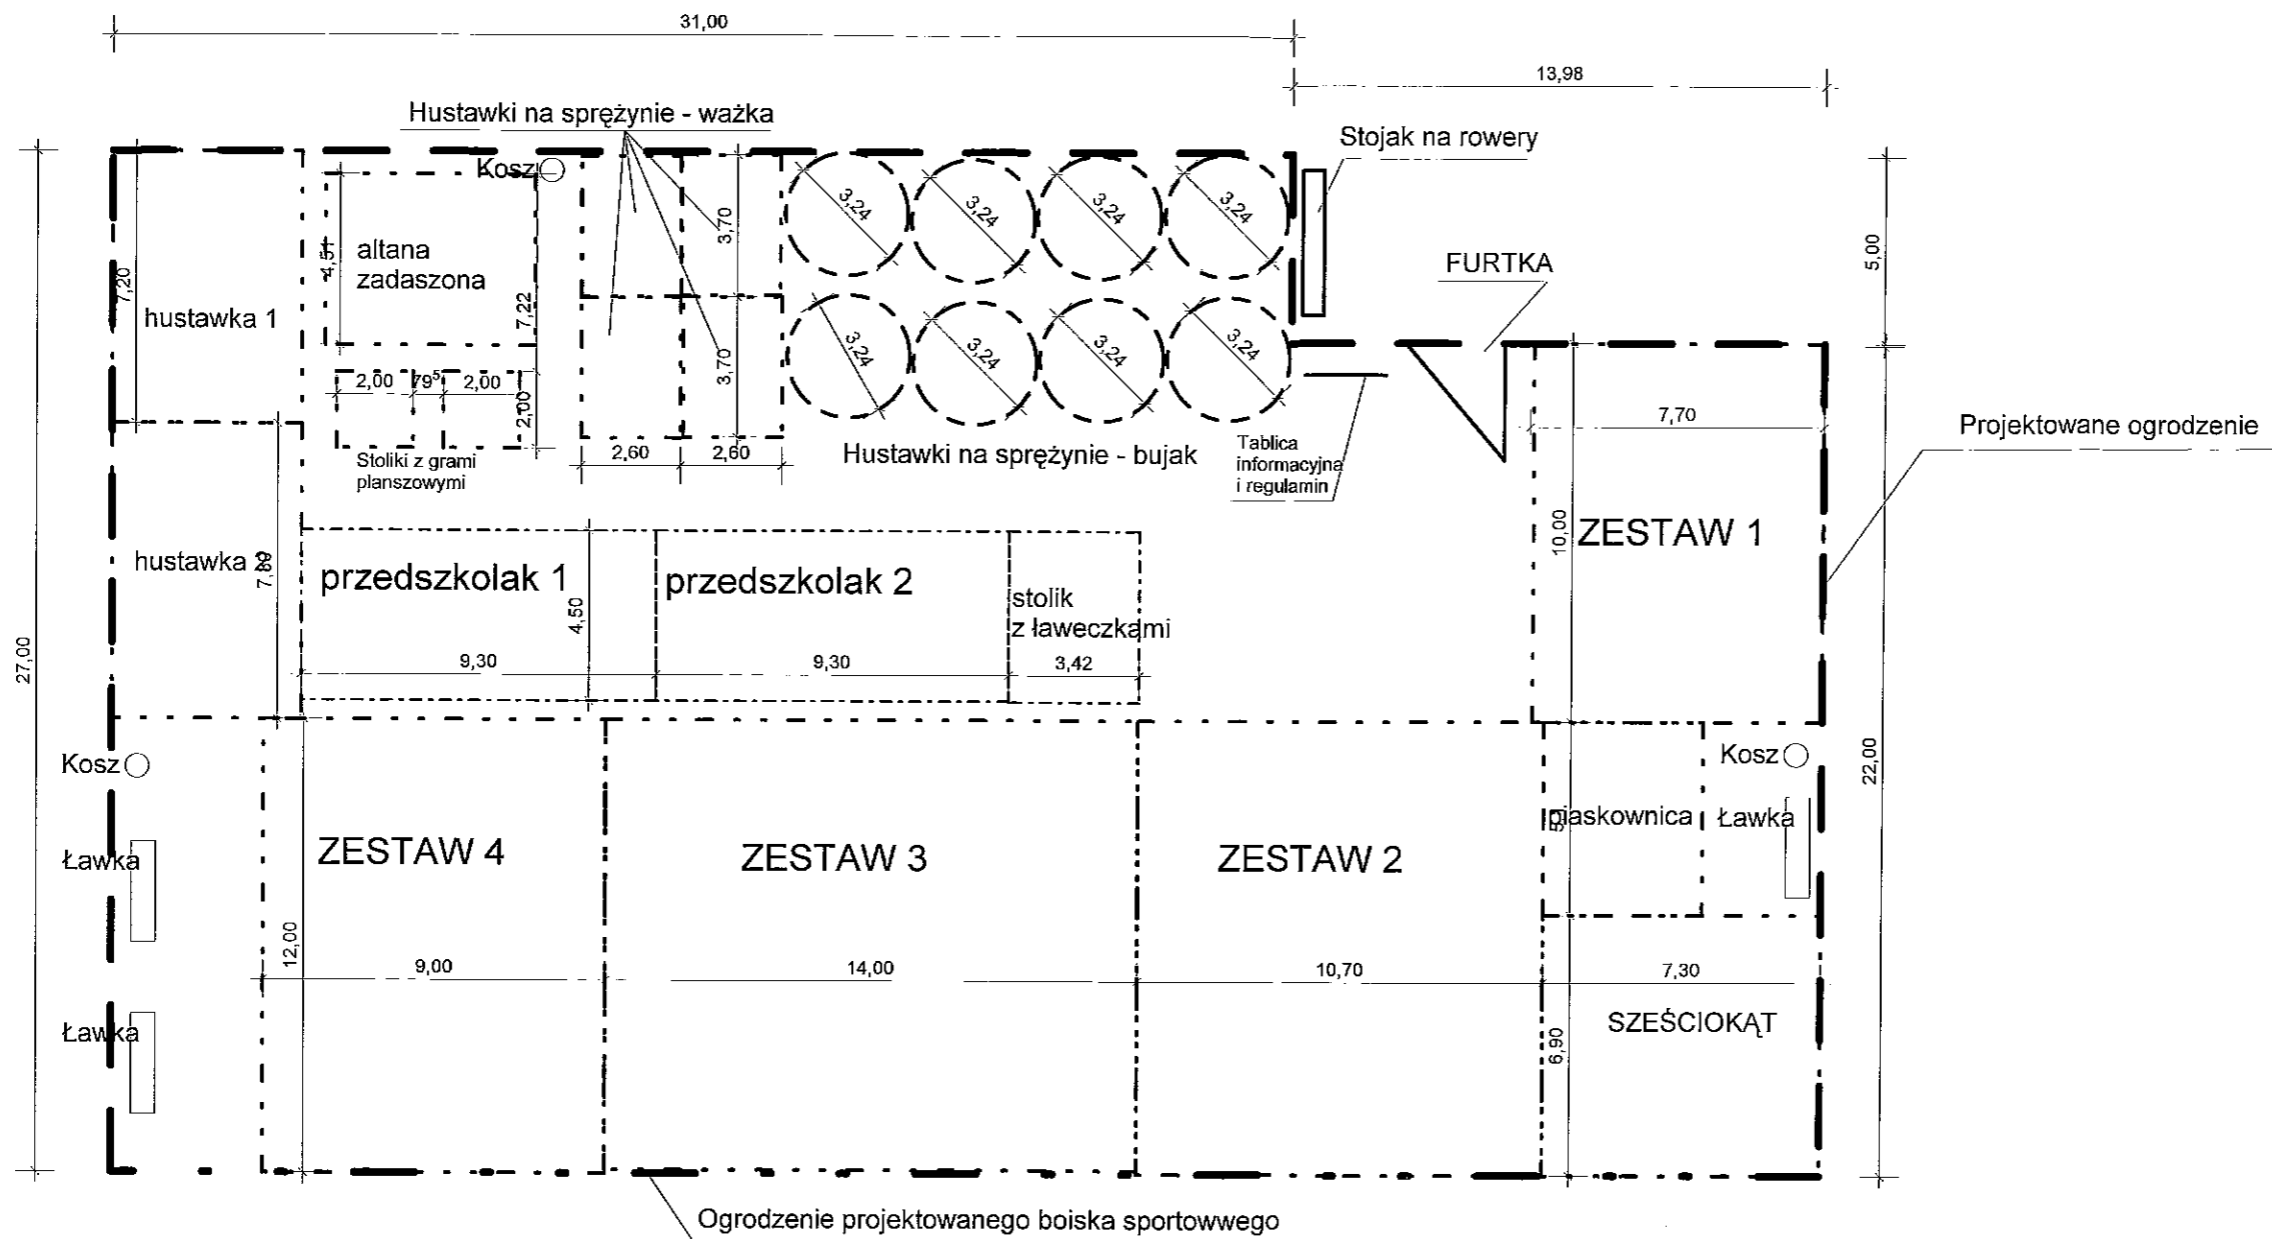 31,00
13,98
Hustawki na sprężynie - ważka
Stojak na rowery
Kosz
3,24
3,24
3,24
3,24
3,70
5,00
4,51
altana
zadaszona
FURTKA
7,20
7,22
hustawka 1
3,24
3,24
3,24
3,24
3,70
2,00
79⁵
2,00
2,00
7,70
Projektowane ogrodzenie
2,60
2,60
Hustawki na sprężynie - bujak
Tablica
informacyjna
i regulamin
Stoliki z grami
planszowymi
10,00
ZESTAW 1
hustawka 2
7,80
przedszkolak 1
przedszkolak 2
stolik
z ławeczkami
4,50
9,30
9,30
3,42
27,00
22,00
Kosz
Kosz
piaskownica
Ławka
Ławka
ZESTAW 4
ZESTAW 3
ZESTAW 2
12,00
9,00
14,00
10,70
7,30
Ławka
6,90
SZEŚCIOKĄT
Ogrodzenie projektowanego boiska sportowwego